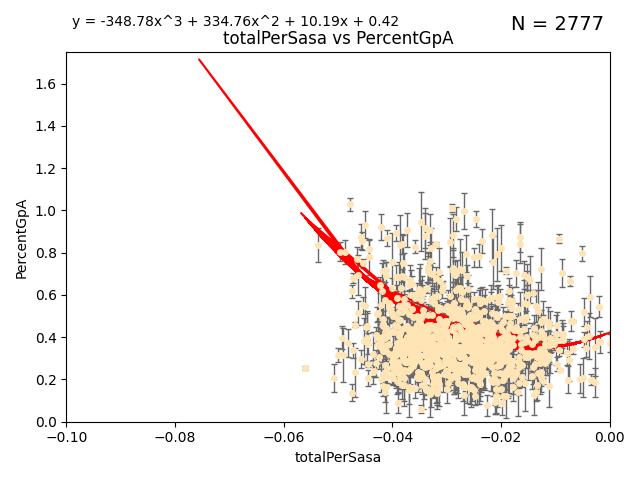 y = -348.78x^3 + 334.76x^2 + 10.19x + 0.42
N = 2777
totalPerSasa vs PercentGpA
PercentGpA
1.6
1.4
1.2
1.0
0.8
0.6
0.4
0.2
0.0
−0.10 −0.08 −0.06 −0.04 −0.02 0.00
totalPerSasa